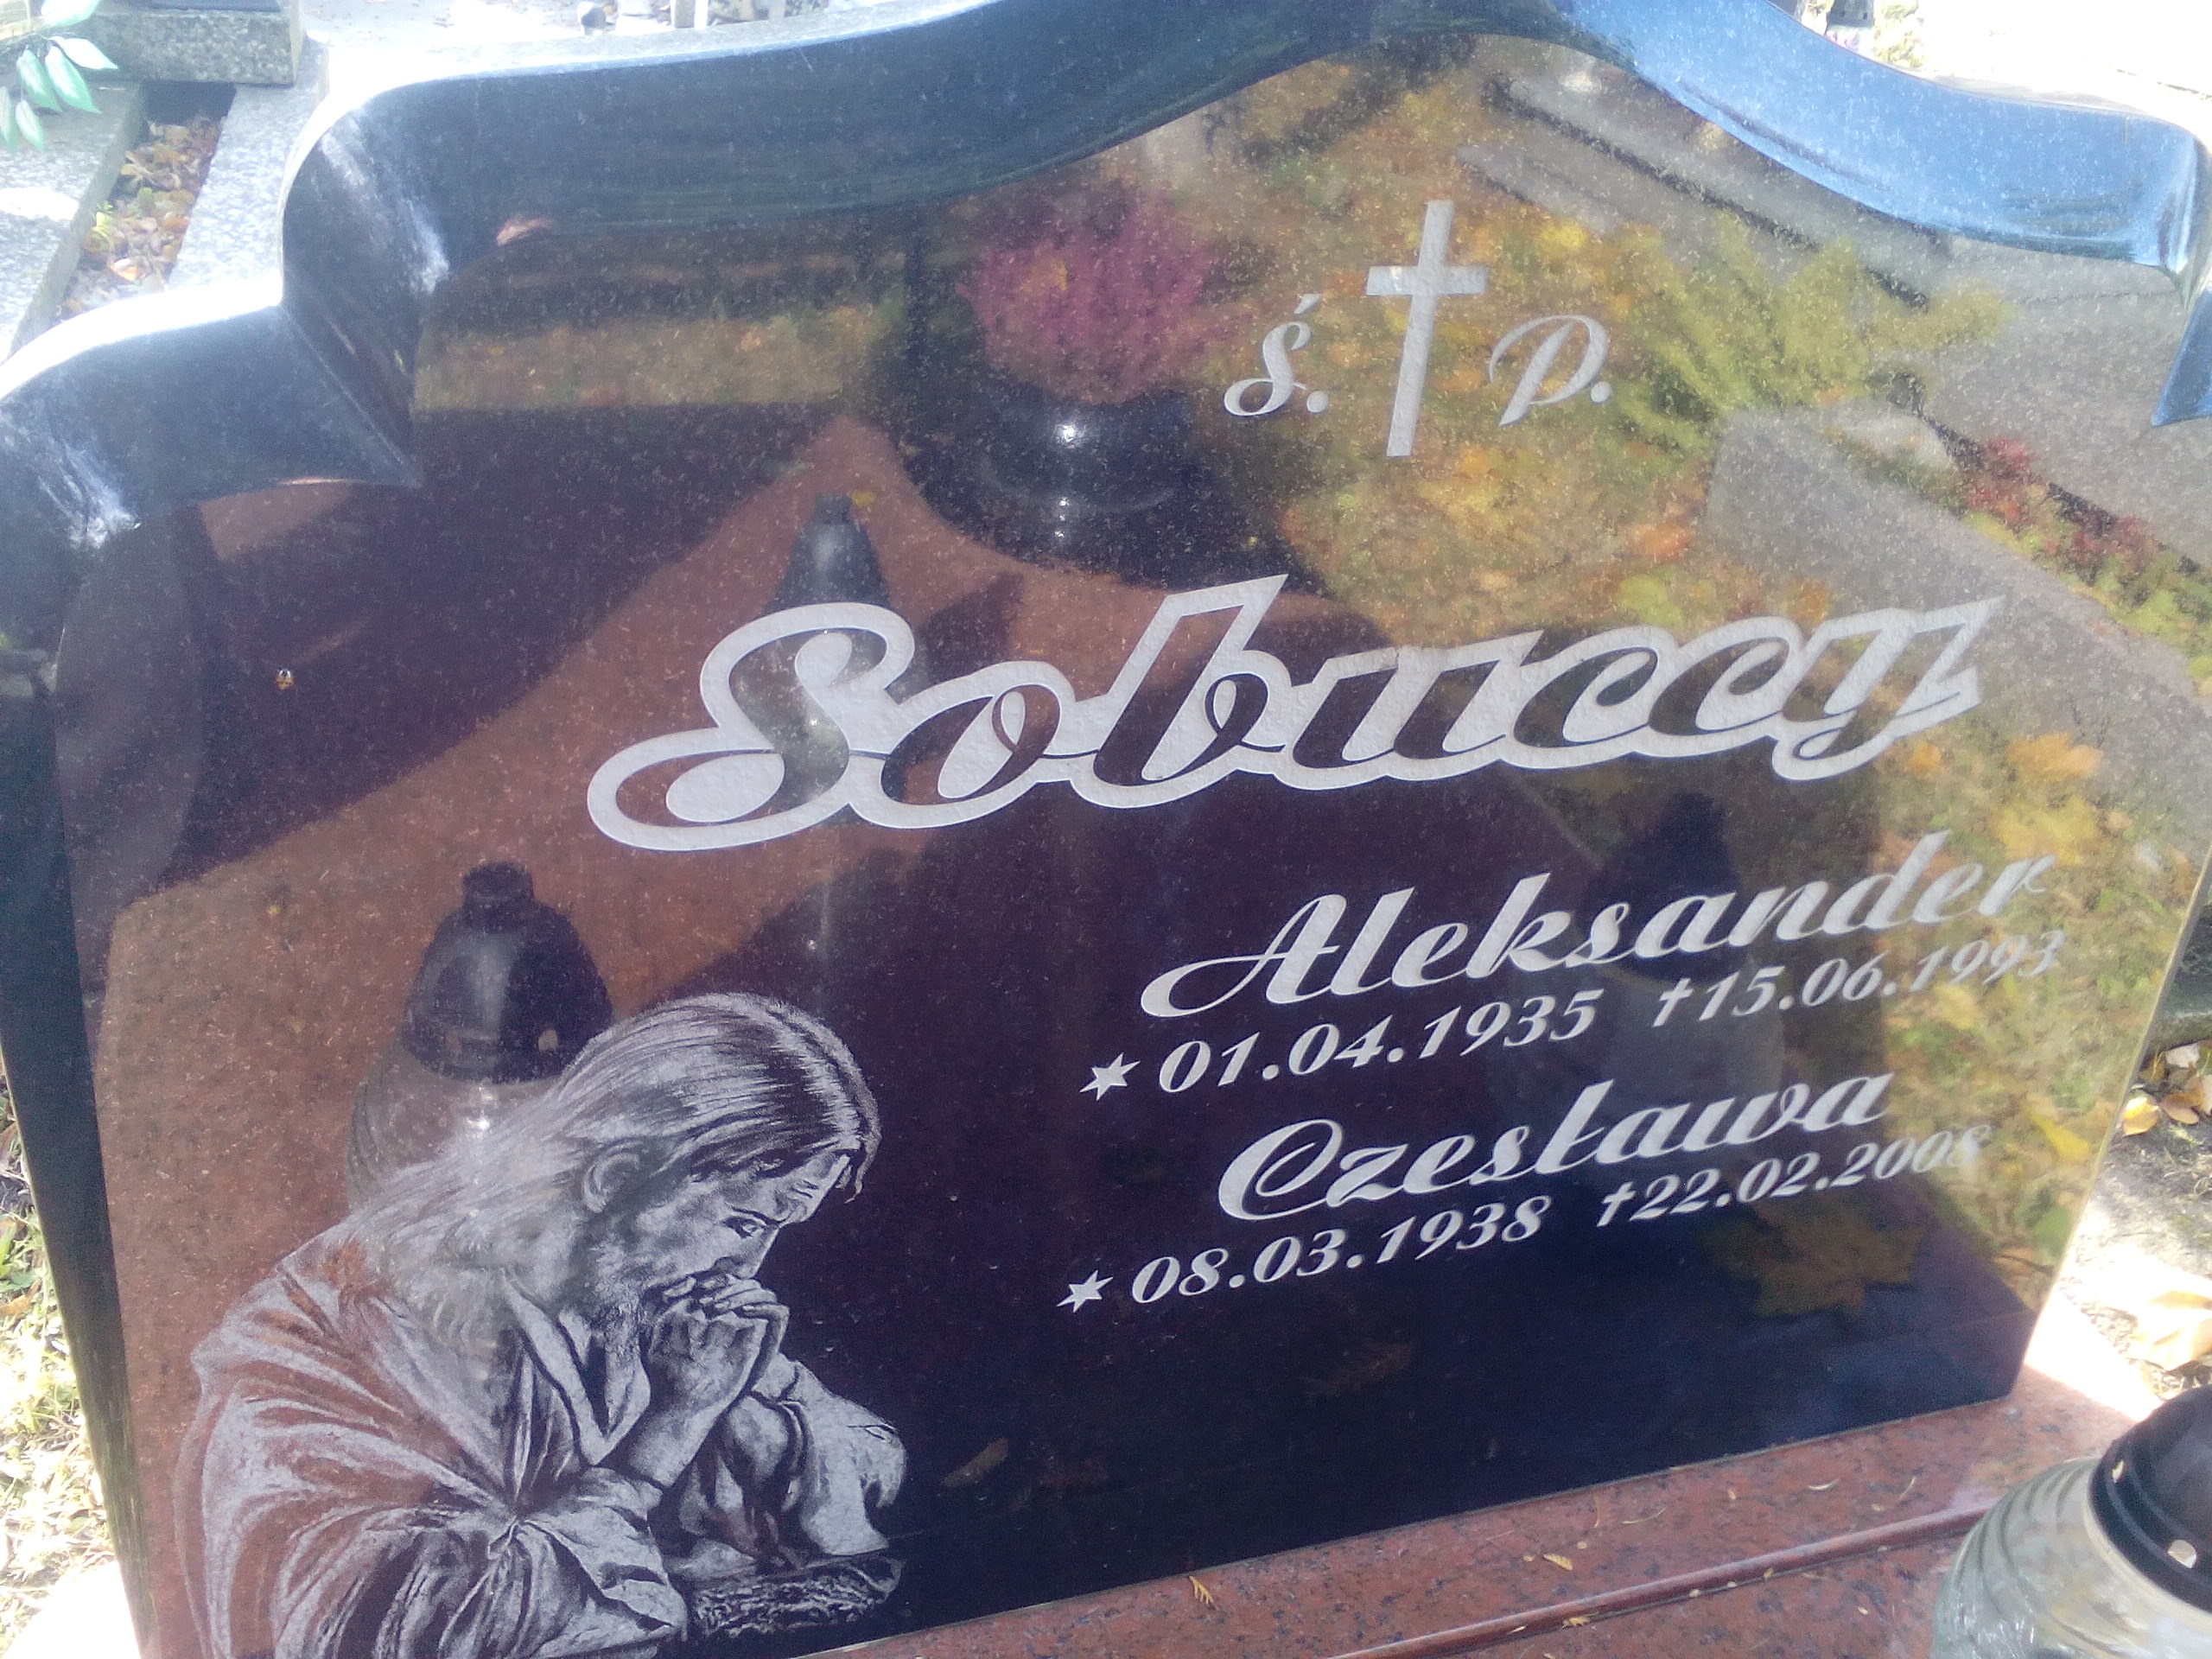 Ś. P.
Sobuccy
Aleksander
★ 01.04.1935 †15.06.1993
Czesława
★ 08.03.1938 †22.02.2008